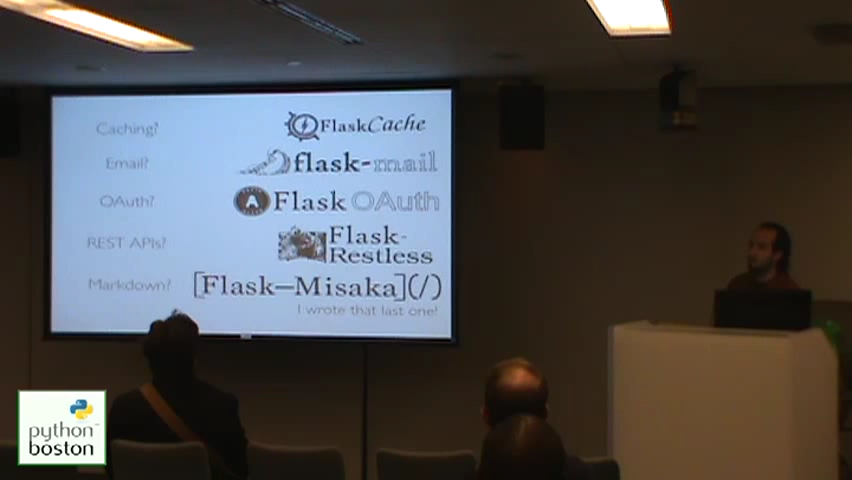 Caching? FlaskCache
Email? flask-mail
OAuth? A Flask OAuth
REST APIs? Flask-
Restless
Markdown? [Flask—Misaka](/)
I wrote that last one!
python™
boston